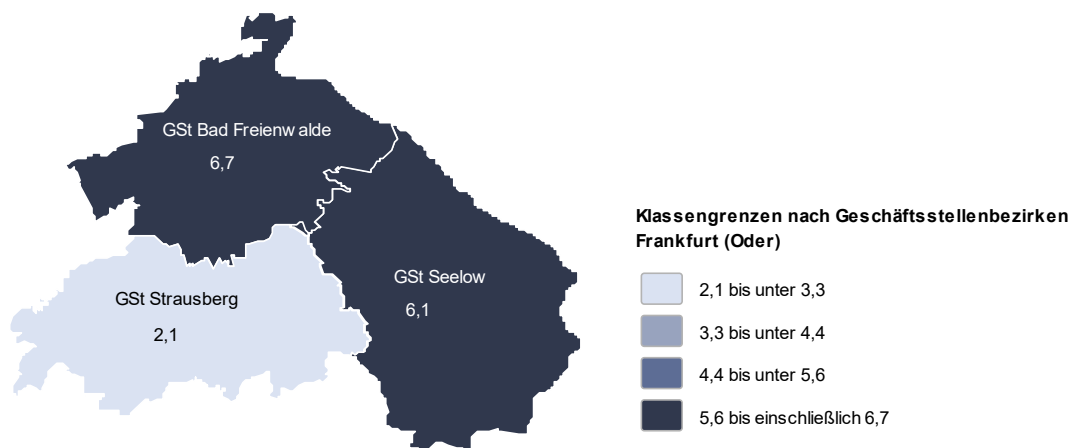 GSt Bad Freienwalde
6,7
GSt Strausberg
2,1
GSt Seelow
6,1
Klassengrenzen nach Geschäftsstellenbezirken
Frankfurt (Oder)
2,1 bis unter 3,3
3,3 bis unter 4,4
4,4 bis unter 5,6
5,6 bis einschließlich 6,7